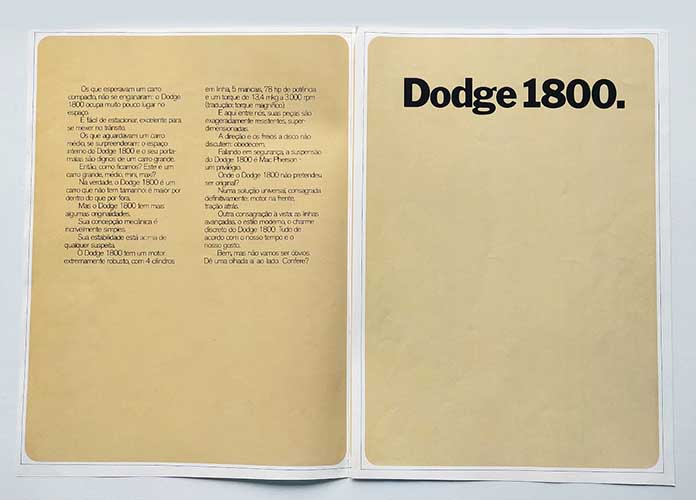 Os que esperavam um carro
compacto, não se enganaram: o Dodge
1800 ocupa muito pouco lugar no
espaço.
É fácil de estacionar, excelente para
se mexer no trânsito.
Os que aguardavam um carro
médio, se surpreenderam: o espaço
interno do Dodge 1800 e o seu porta-
malas são dignos de um carro grande.
Então, como ficamos? Este é um
carro grande, médio, mini, maxi?
Na verdade, o Dodge 1800 é um
carro que não tem tamanho: é maior por
dentro do que por fora.
Mas o Dodge 1800 tem mais
algumas originalidades.
Sua concepção mecânica é
incrivelmente simples.
Sua estabilidade está acima de
qualquer suspeita.
O Dodge 1800 tem um motor
extremamente robusto, com 4 cilindros
em linha, 5 mancais, 78 hp de potência
e um torque de 13,4 mkg a 3.000 rpm
(tradução: torque magnífico).
E aqui entre nós, suas peças são
exageradamente resistentes, super-
dimensionadas.
A direção e os freios a disco não
discutem: obedecem.
Falando em segurança, a suspensão
do Dodge 1800 é Mac Pherson -
um privilégio.
Onde o Dodge 1800 não pretendeu
ser original?
Numa solução universal, consagrada
definitivamente: motor na frente,
tração atrás.
Outra consagração à vista: as linhas
avançadas, o estilo moderno, o charme
discreto do Dodge 1800. Tudo de
acordo com o nosso tempo e o
nosso gosto.
Bem, mas não vamos ser óbvios.
Dê uma olhada aí ao lado. Confere?
Dodge 1800.